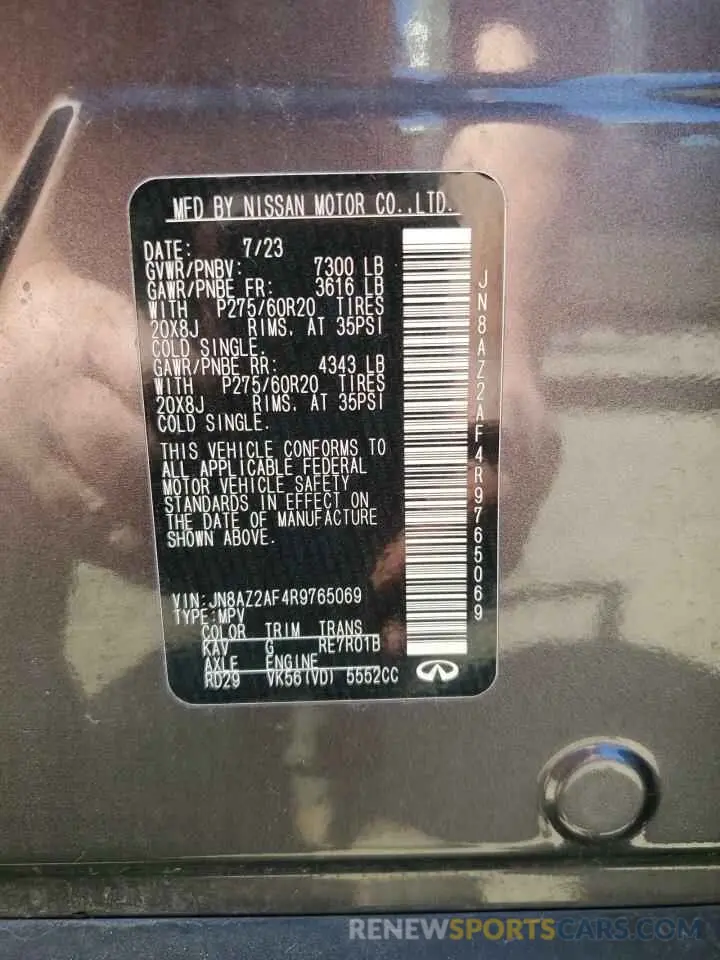 MFD BY NISSAN MOTOR CO.,LTD.
DATE: 7/23
GVWR/PNBV: 7300 LB
GAWR/PNBE FR: 3616 LB
WITH P275/60R20 TIRES
20X8J RIMS. AT 35PSI
COLD SINGLE.
GAWR/PNBE RR: 4343 LB
WITH P275/60R20 TIRES
20X8J RIMS. AT 35PSI
COLD SINGLE.
THIS VEHICLE CONFORMS TO
ALL APPLICABLE FEDERAL
MOTOR VEHICLE SAFETY
STANDARDS IN EFFECT ON
THE DATE OF MANUFACTURE
SHOWN ABOVE.
VIN:JN8AZ2AF4R9765069
TYPE:MPV
COLOR TRIM TRANS
KAV G RE7R01B
AXLE ENGINE
RD29 VK56(VD) 5552CC
JN8AZ2AF4R9765069
RENEWSPORTSCARS.COM